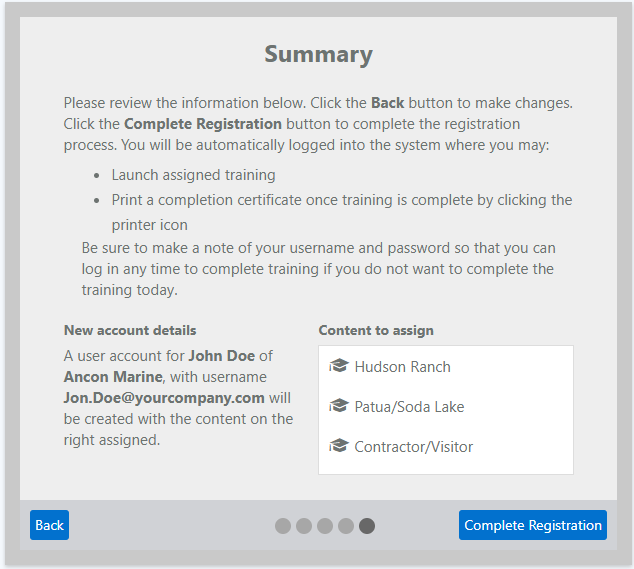 Summary
Please review the information below. Click the Back button to make changes.
Click the Complete Registration button to complete the registration
process. You will be automatically logged into the system where you may:
Launch assigned training
Print a completion certificate once training is complete by clicking the
printer icon
Be sure to make a note of your username and password so that you can
log in any time to complete training if you do not want to complete the
training today.
New account details
A user account for John Doe of
Ancon Marine, with username
Jon.Doe@yourcompany.com will
be created with the content on the
right assigned.
Content to assign
Hudson Ranch
Patua/Soda Lake
Contractor/Visitor
Back
Complete Registration